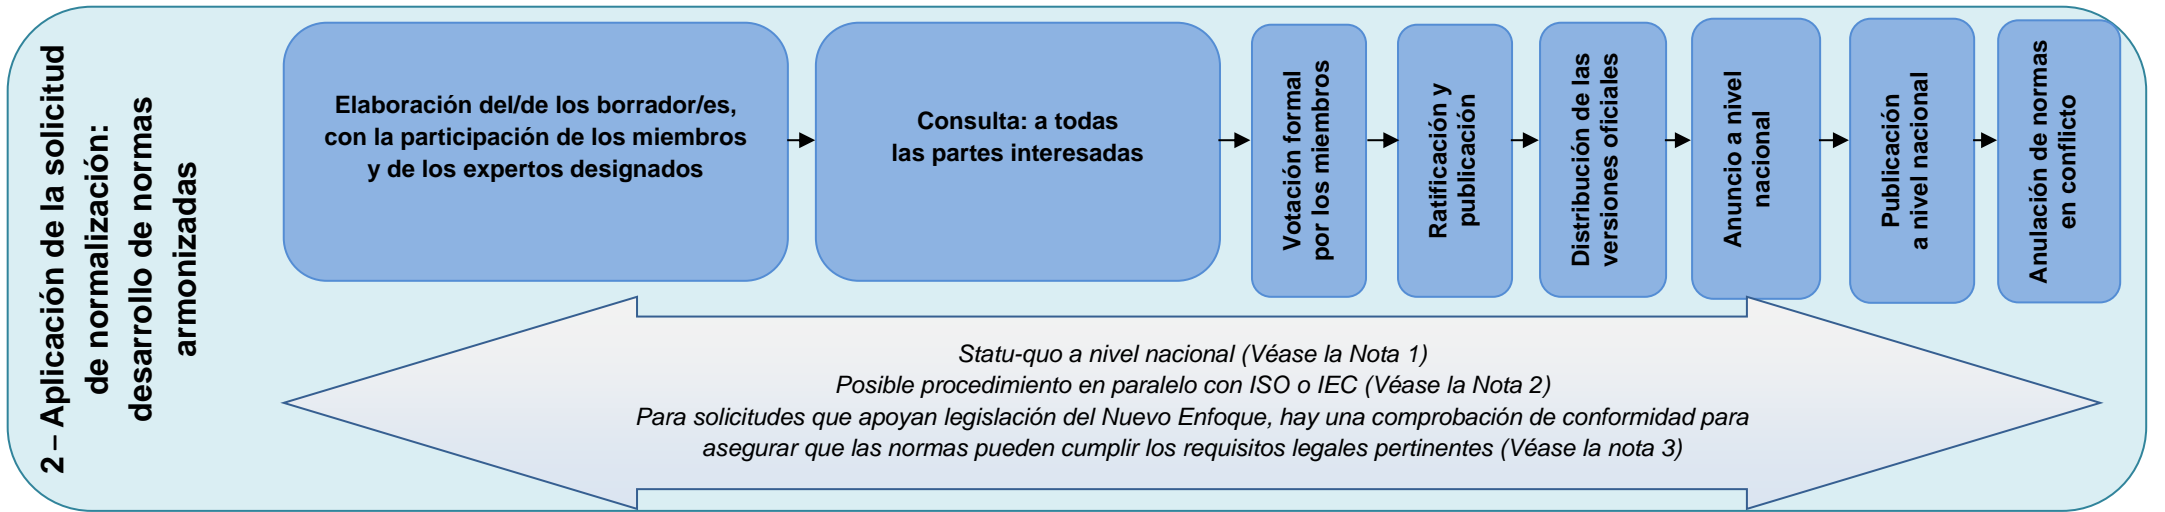 2 – Aplicación de la solicitud
de normalización:
desarrollo de normas
armonizadas
Elaboración del/de los borrador/es,
con la participación de los miembros
y de los expertos designados
Consulta: a todas
las partes interesadas
Votación formal
por los miembros
Ratificación y
publicación
Distribución de las
versiones oficiales
Anuncio a nivel
nacional
Publicación
a nivel nacional
Anulación de normas
en conflicto
Statu-quo a nivel nacional (Véase la Nota 1)
Posible procedimiento en paralelo con ISO o IEC (Véase la Nota 2)
Para solicitudes que apoyan legislación del Nuevo Enfoque, hay una comprobación de conformidad para
asegurar que las normas pueden cumplir los requisitos legales pertinentes (Véase la nota 3)